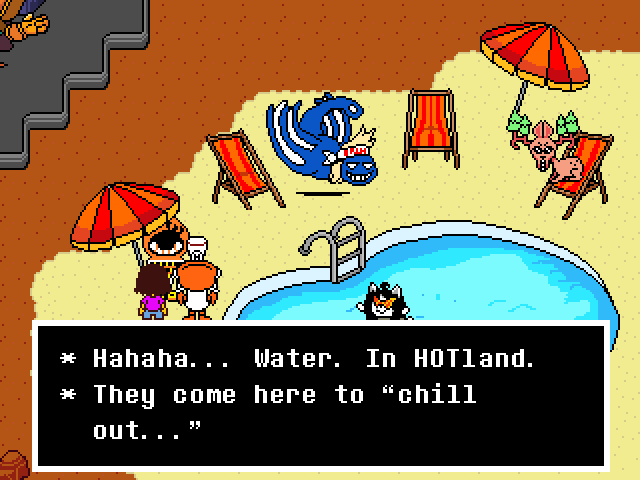 * Hahaha... Water. In HOTland.
* They come here to “chill
out...”